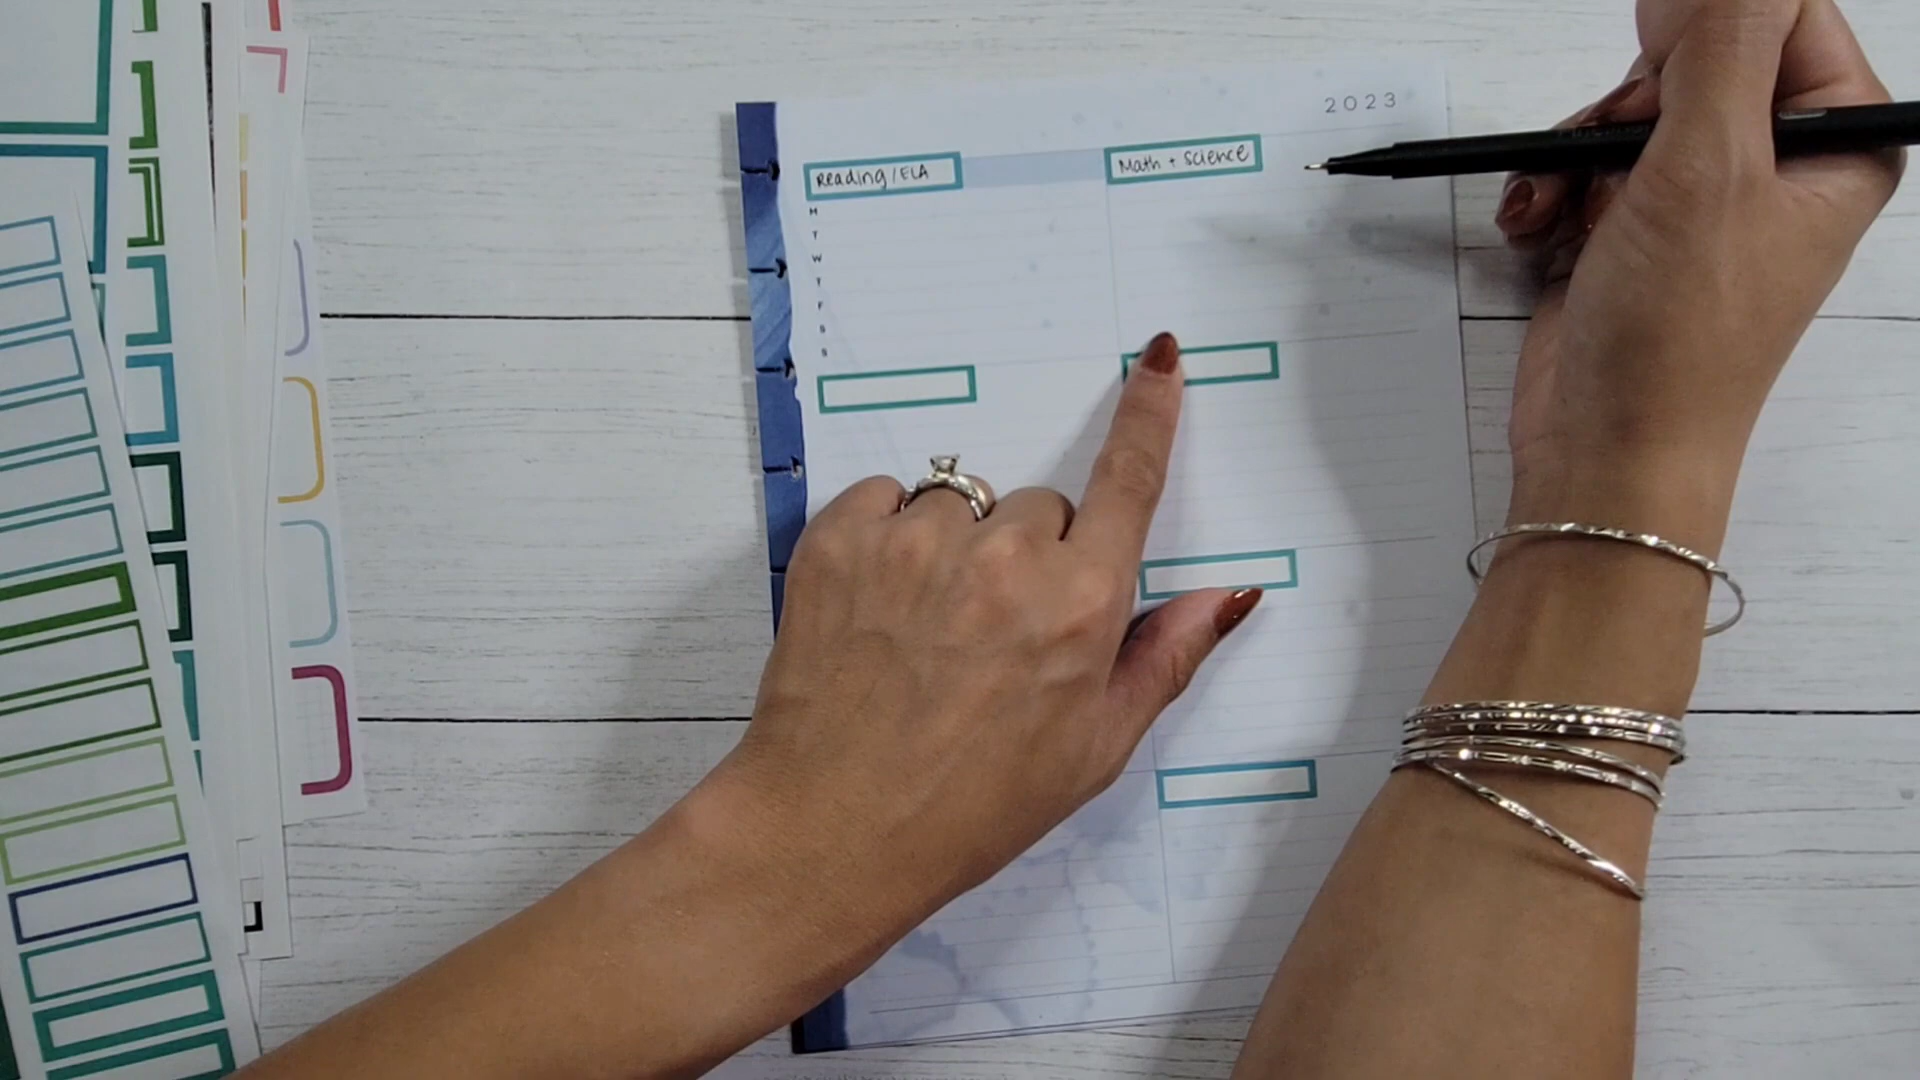 2023
Reading/ELA
Math + Science
M
T
W
T
F
S
S